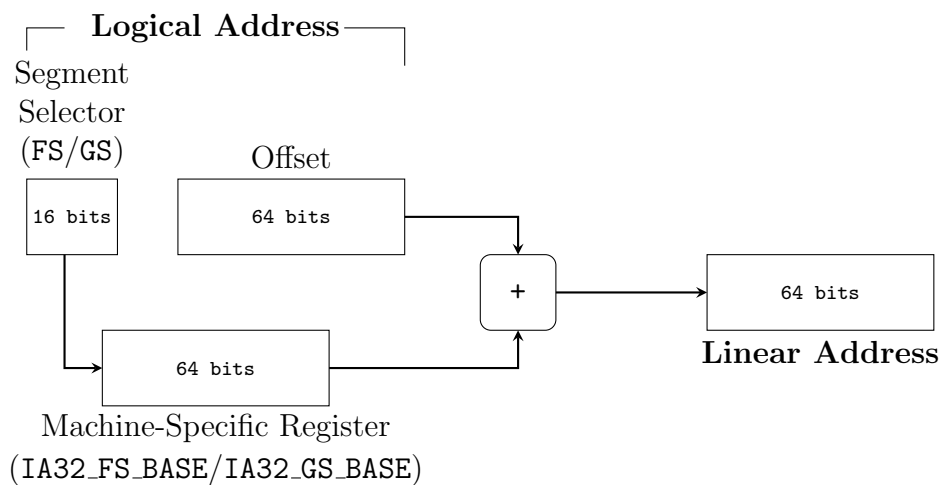 Logical Address
Segment
Selector
(FS/GS)
Offset
16 bits
64 bits
+
64 bits
Linear Address
64 bits
Machine-Specific Register
(IA32_FS_BASE/IA32_GS_BASE)